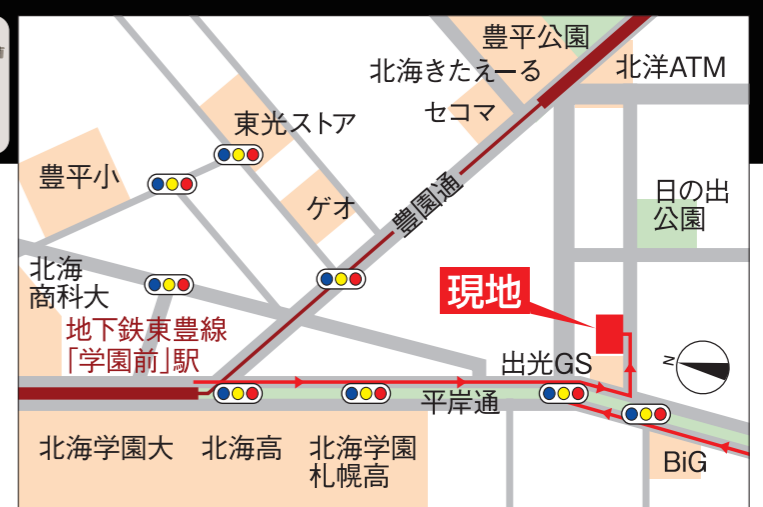 豊平公園
北海きたえーる
北洋ATM
セコマ
東光ストア
豊平小
ゲオ
豊園通
日の出
公園
北海
商科大
現地
地下鉄東豊線
「学園前」駅
出光GS
N
平岸通
北海学園大
北海高
北海学園
札幌高
BiG